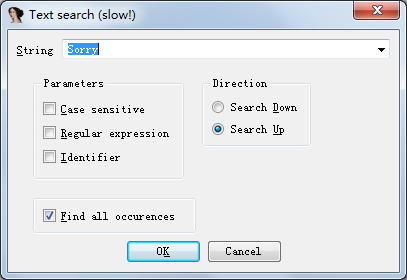 Text search (slow!)
String Sorry
Parameters
Case sensitive
Regular expression
Identifier
Direction
Search Down
Search Up
Find all occurences
OK Cancel